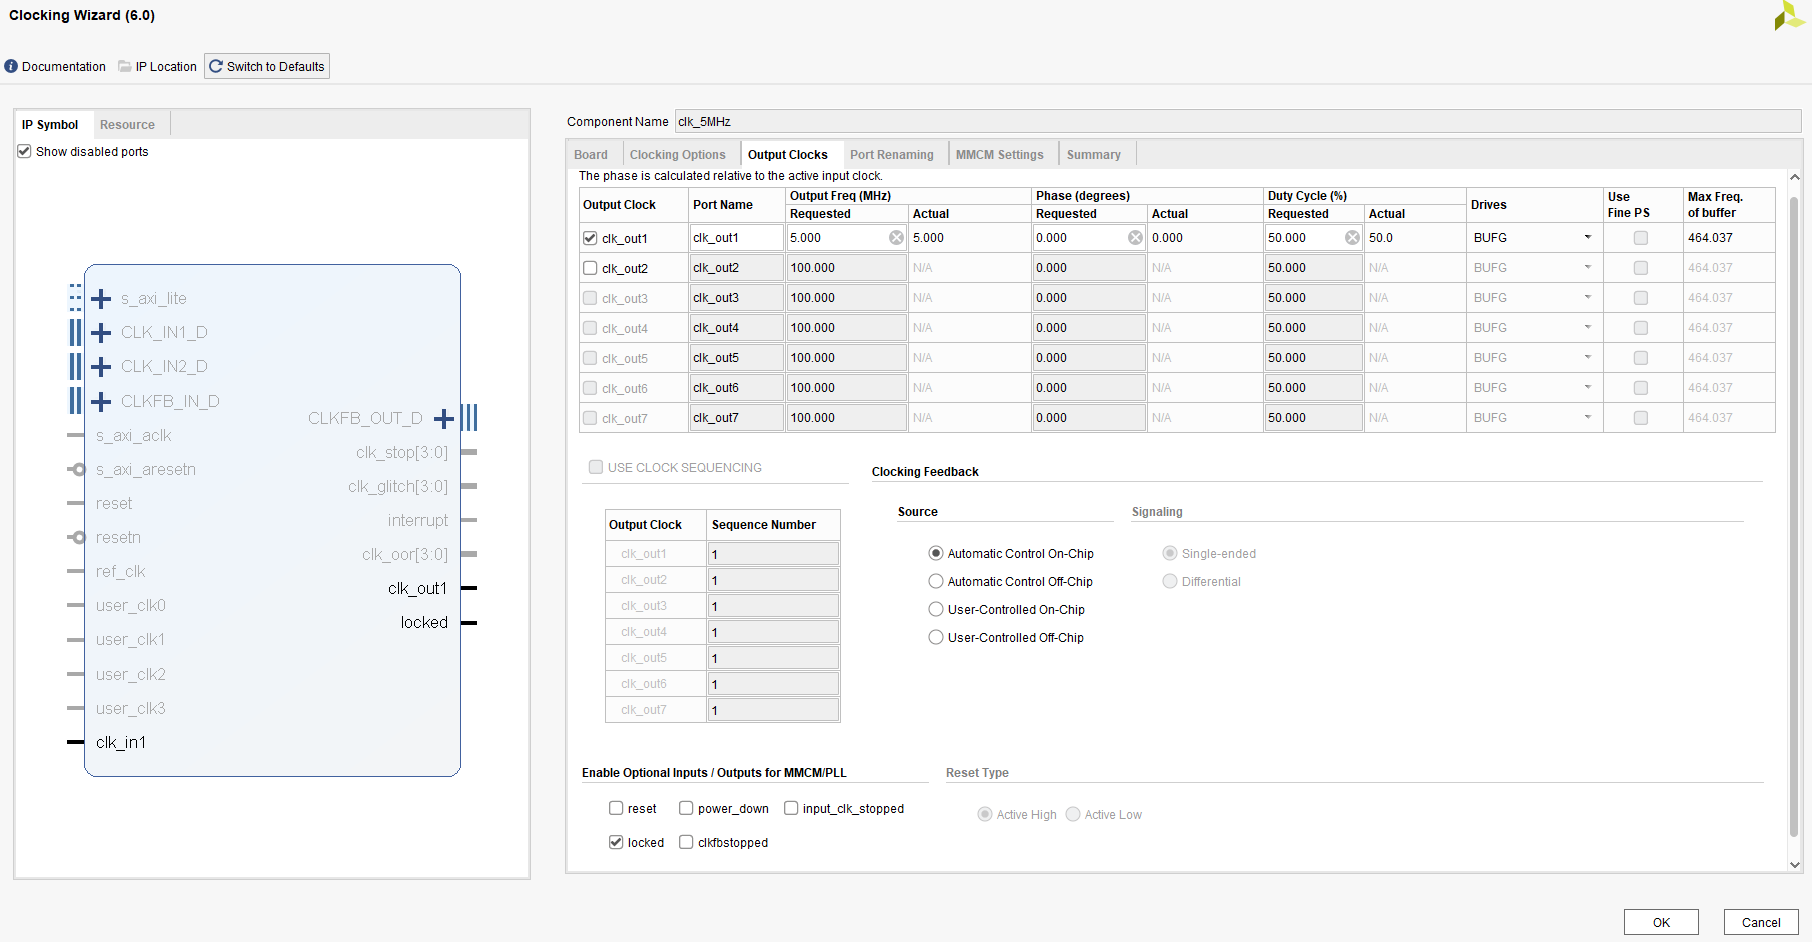 Clocking Wizard (6.0)
Documentation IP Location Switch to Defaults
IP Symbol Resource
Show disabled ports
s_axi_lite
CLK_IN1_D
CLK_IN2_D
CLKFB_IN_D
s_axi_aclk
s_axi_aresetn
reset
resetn
ref_clk
user_clk0
user_clk1
user_clk2
user_clk3
clk_in1
CLKFB_OUT_D
clk_stop[3:0]
clk_glitch[3:0]
interrupt
clk_oor[3:0]
clk_out1
locked
Component Name clk_5MHz
Board Clocking Options Output Clocks Port Renaming MMCM Settings Summary
The phase is calculated relative to the active input clock.
Output Clock Port Name Output Freq (MHz) Phase (degrees) Duty Cycle (%) Drives Use Fine PS Max Freq. of buffer
Requested Actual Requested Actual Requested Actual
clk_out1 clk_out1 5.000 5.000 0.000 0.000 50.000 50.0 BUFG 464.037
clk_out2 clk_out2 100.000 N/A 0.000 N/A 50.000 N/A BUFG 464.037
clk_out3 clk_out3 100.000 N/A 0.000 N/A 50.000 N/A BUFG 464.037
clk_out4 clk_out4 100.000 N/A 0.000 N/A 50.000 N/A BUFG 464.037
clk_out5 clk_out5 100.000 N/A 0.000 N/A 50.000 N/A BUFG 464.037
clk_out6 clk_out6 100.000 N/A 0.000 N/A 50.000 N/A BUFG 464.037
clk_out7 clk_out7 100.000 N/A 0.000 N/A 50.000 N/A BUFG 464.037
USE CLOCK SEQUENCING
Output Clock Sequence Number
clk_out1 1
clk_out2 1
clk_out3 1
clk_out4 1
clk_out5 1
clk_out6 1
clk_out7 1
Clocking Feedback
Source
Automatic Control On-Chip
Automatic Control Off-Chip
User-Controlled On-Chip
User-Controlled Off-Chip
Signaling
Single-ended
Differential
Enable Optional Inputs / Outputs for MMCM/PLL
reset power_down input_clk_stopped
locked clkfbstopped
Reset Type
Active High Active Low
OK Cancel